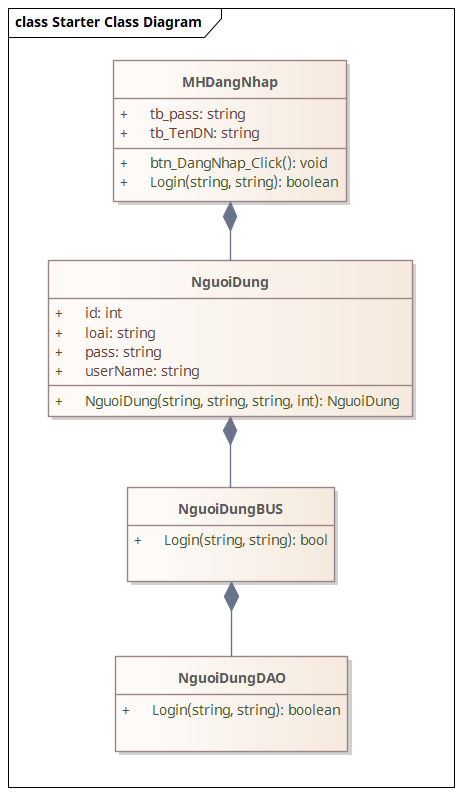 class Starter Class Diagram
MHDangNhap
+ tb_pass: string
+ tb_TenDN: string
+ btn_DangNhap_Click(): void
+ Login(string, string): boolean
NguoiDung
+ id: int
+ loai: string
+ pass: string
+ userName: string
+ NguoiDung(string, string, string, int): NguoiDung
NguoiDungBUS
+ Login(string, string): bool
NguoiDungDAO
+ Login(string, string): boolean